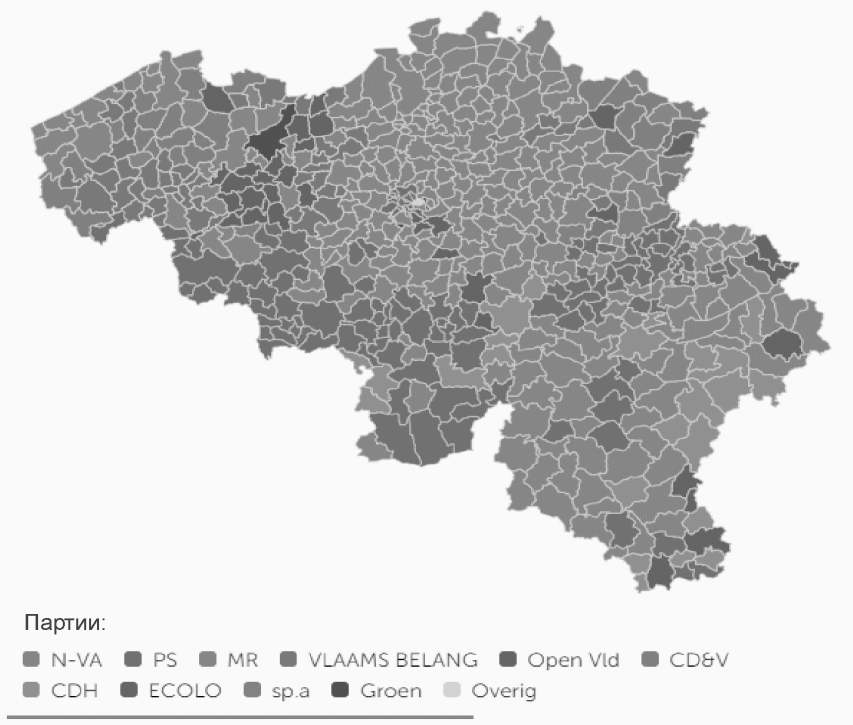 Партии:
N-VA PS MR VLAAMS BELANG Open Vld CD&V
CDH ECOLO sp.a Groen Overig